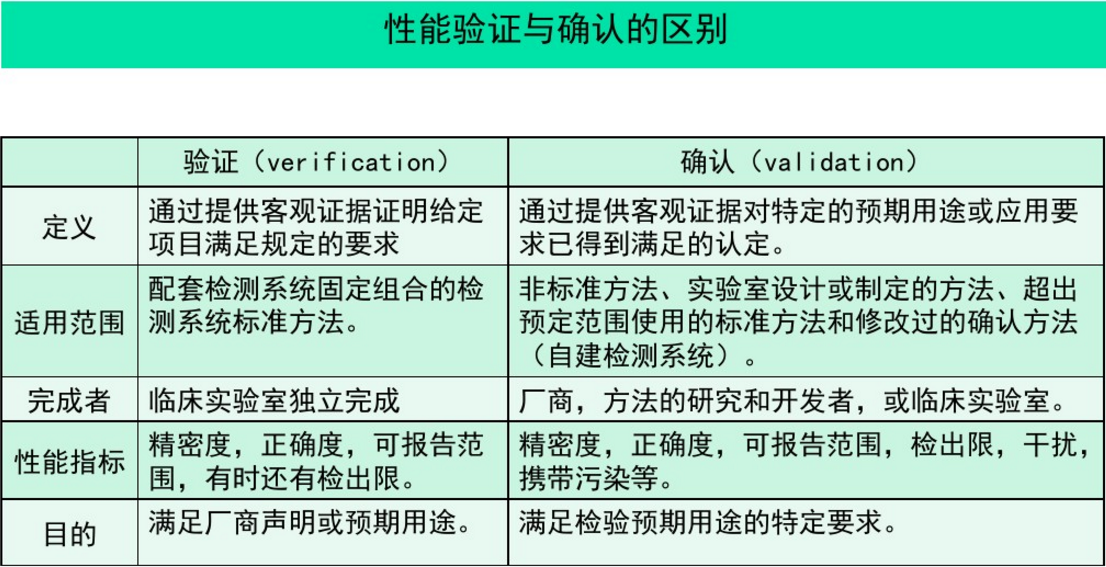 性能验证与确认的区别
验证（verification）
确认（validation）
定义
通过提供客观证据证明给定
项目满足规定的要求
通过提供客观证据对特定的预期用途或应用要
求已得到满足的认定。
适用范围
配套检测系统固定组合的检
测系统标准方法。
非标准方法、实验室设计或制定的方法、超出
预定范围使用的标准方法和修改过的确认方法
（自建检测系统）。
完成者
临床实验室独立完成
厂商，方法的研究和开发者，或临床实验室。
性能指标
精密度，正确度，可报告范
围，有时还有检出限。
精密度，正确度，可报告范围，检出限，干扰，
携带污染等。
目的
满足厂商声明或预期用途。
满足检验预期用途的特定要求。